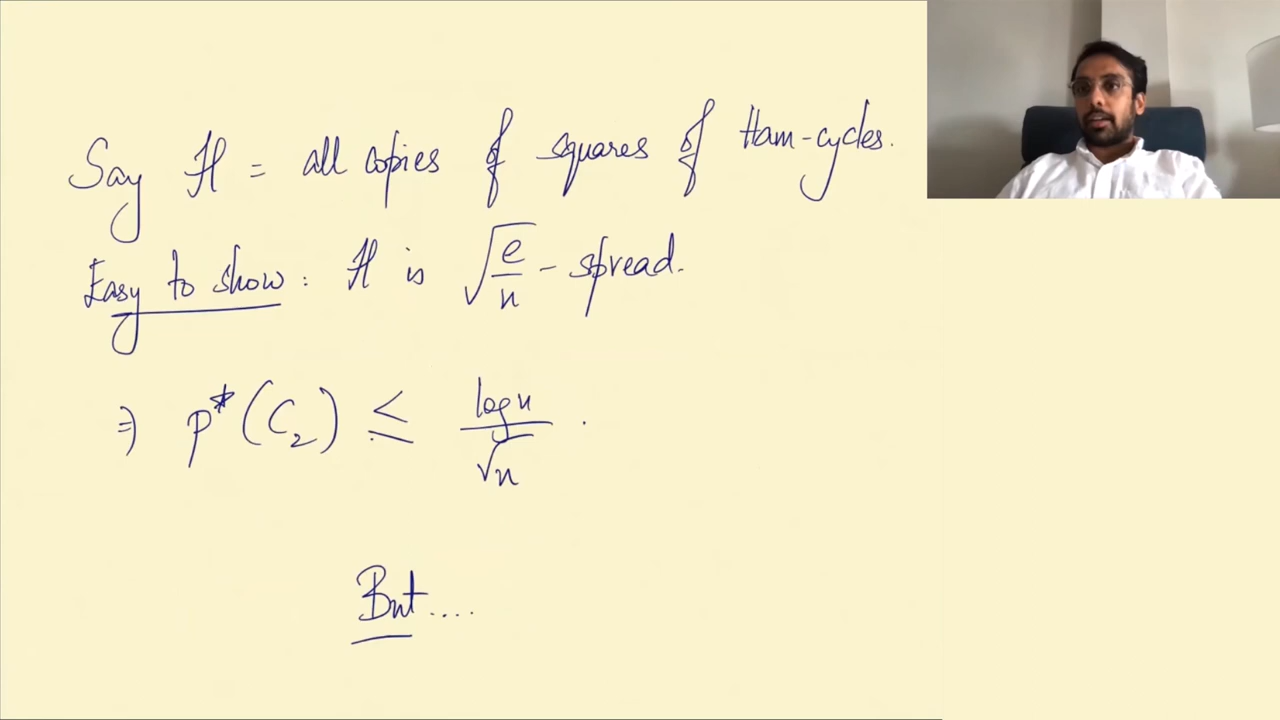 Say ℋ = all copies of squares of Ham-cycles.
Easy to show : ℋ is √(e/n) - spread.
⇒ p*(C₂) ≤ log n / √n .
But....